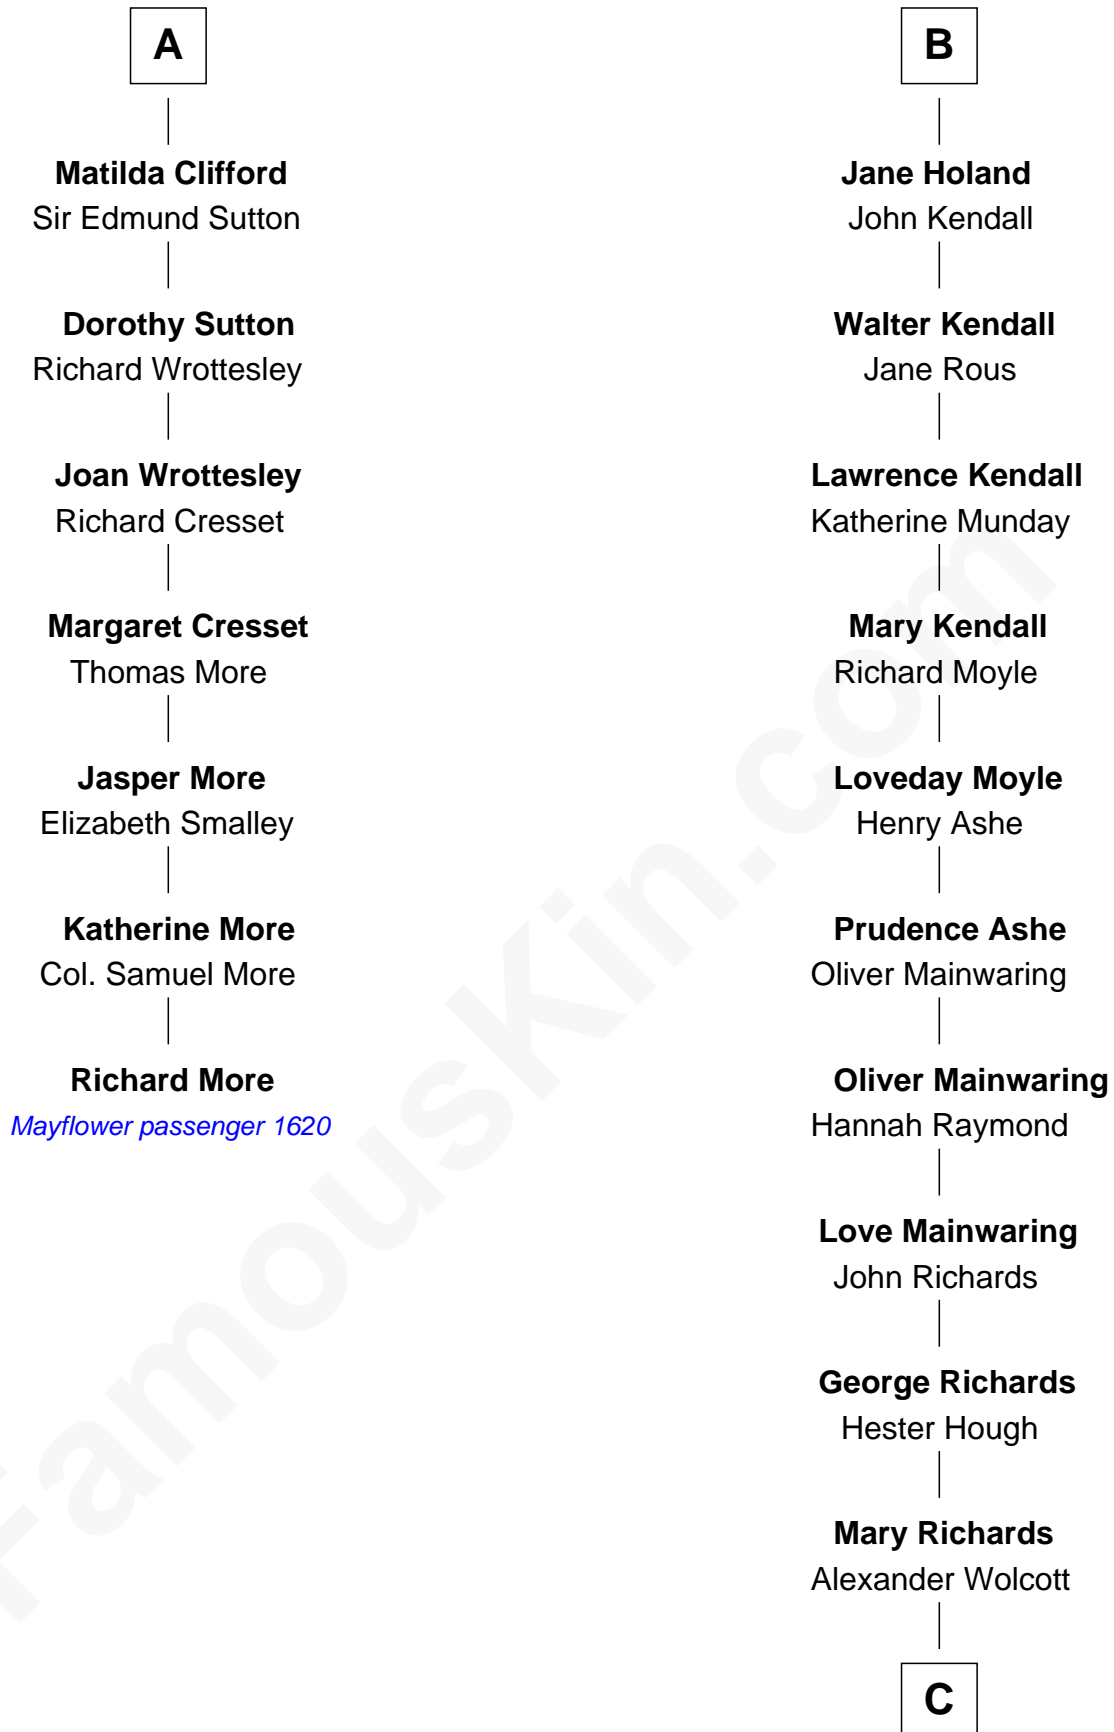 A
Matilda Clifford
Sir Edmund Sutton
Dorothy Sutton
Richard Wrottesley
Joan Wrottesley
Richard Cresset
Margaret Cresset
Thomas More
Jasper More
Elizabeth Smalley
Katherine More
Col. Samuel More
Richard More
Mayflower passenger 1620
B
Jane Holand
John Kendall
Walter Kendall
Jane Rous
Lawrence Kendall
Katherine Munday
Mary Kendall
Richard Moyle
Loveday Moyle
Henry Ashe
Prudence Ashe
Oliver Mainwaring
Oliver Mainwaring
Hannah Raymond
Love Mainwaring
John Richards
George Richards
Hester Hough
Mary Richards
Alexander Wolcott
C
FamousKin.com